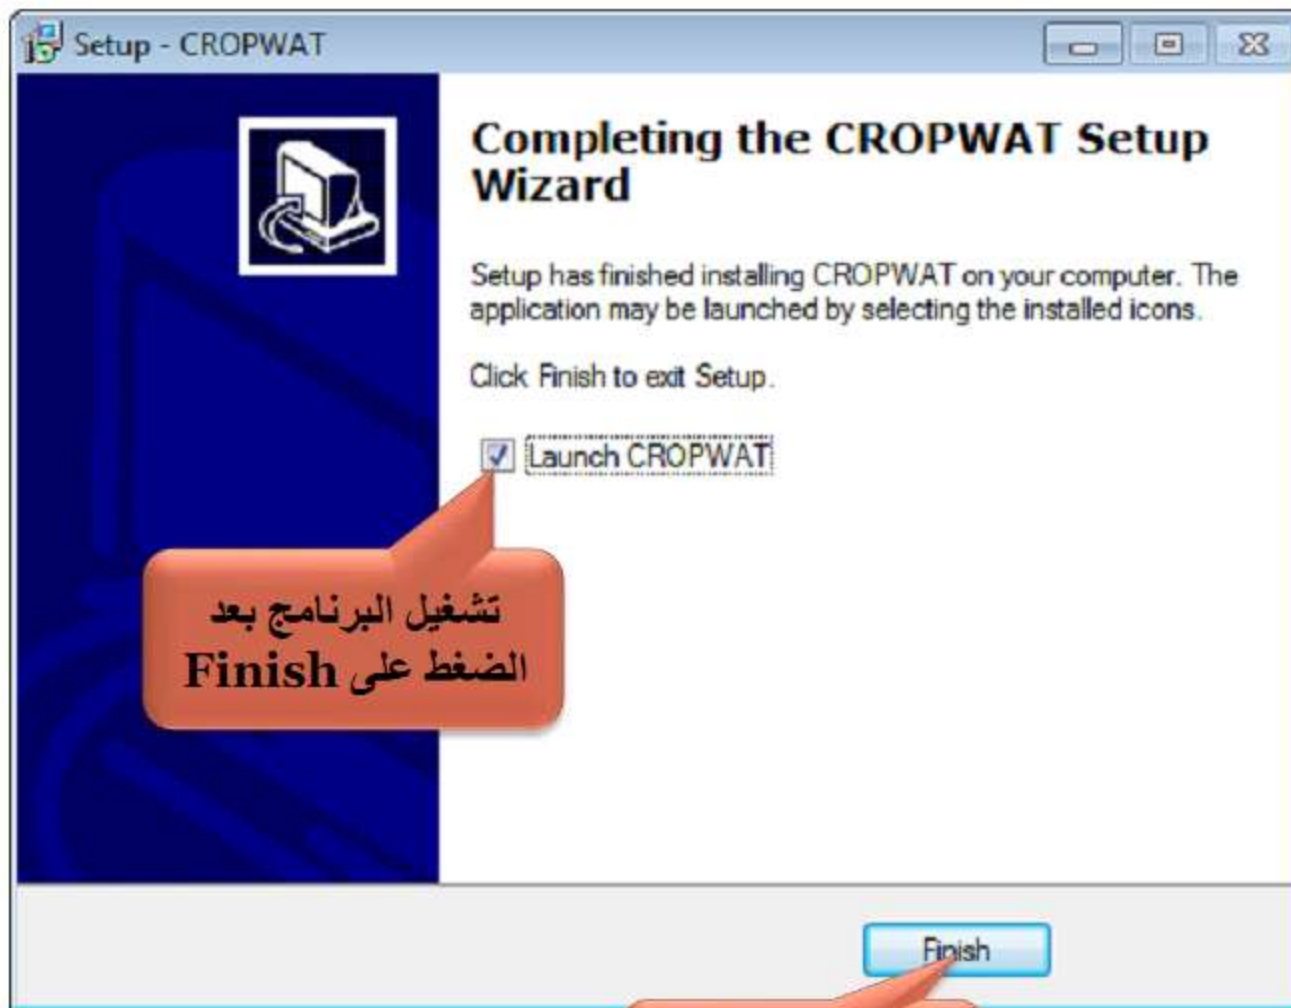 Setup - CROPWAT
Completing the CROPWAT Setup
Wizard
Setup has finished installing CROPWAT on your computer. The
application may be launched by selecting the installed icons.
Click Finish to exit Setup.
Launch CROPWAT
تشغيل البرنامج بعد
الضغط على Finish
Finish